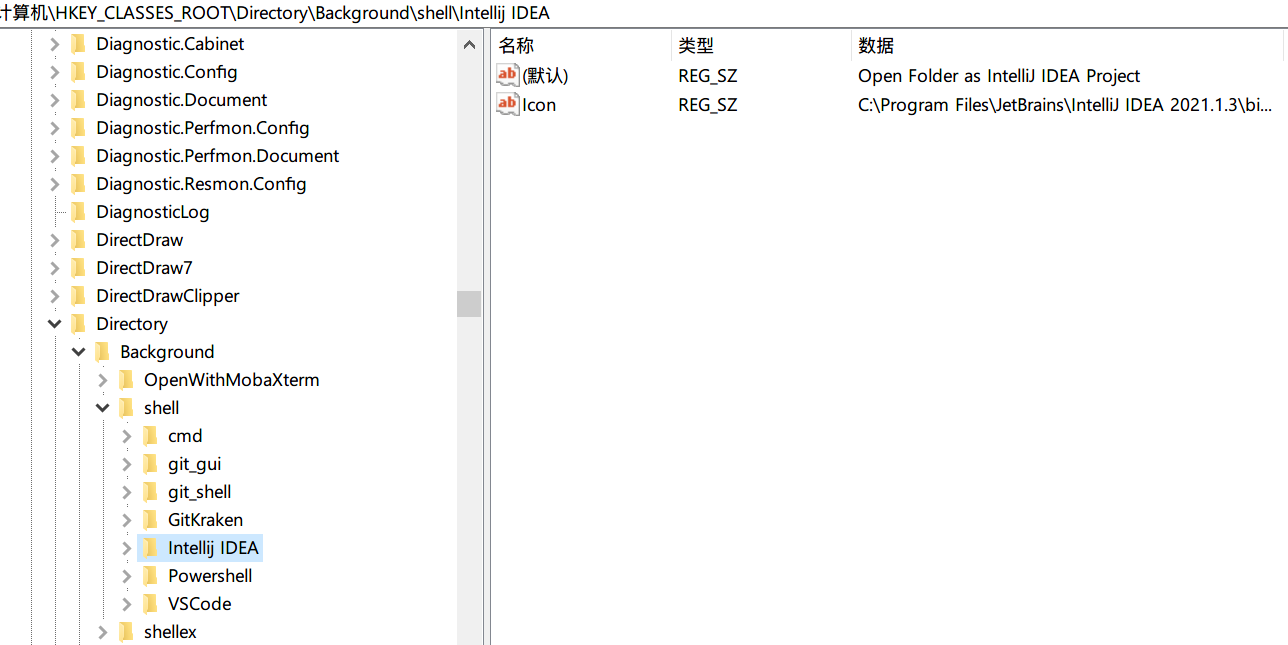 计算机\HKEY_CLASSES_ROOT\Directory\Background\shell\Intellij IDEA
Diagnostic.Cabinet
Diagnostic.Config
Diagnostic.Document
Diagnostic.Perfmon.Config
Diagnostic.Perfmon.Document
Diagnostic.Resmon.Config
DiagnosticLog
DirectDraw
DirectDraw7
DirectDrawClipper
Directory
Background
OpenWithMobaXterm
shell
cmd
git_gui
git_shell
GitKraken
Intellij IDEA
Powershell
VSCode
shellex
名称 类型 数据
ab (默认) REG_SZ Open Folder as IntelliJ IDEA Project
ab Icon REG_SZ C:\Program Files\JetBrains\IntelliJ IDEA 2021.1.3\bi...